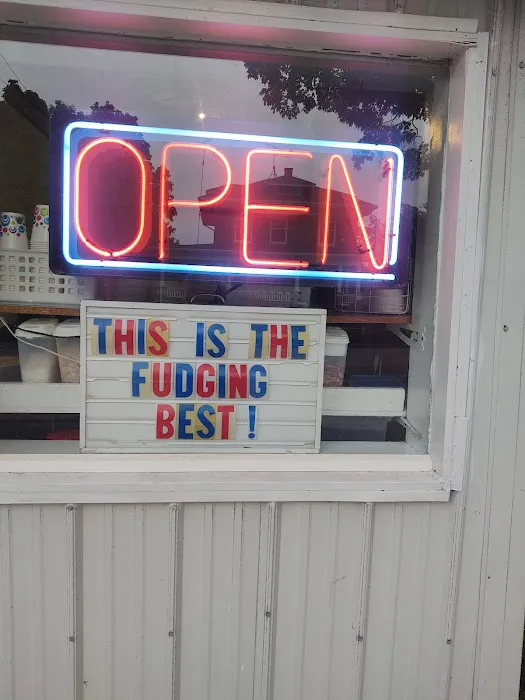 OPEN
THIS IS THE
FUDGING
BEST !